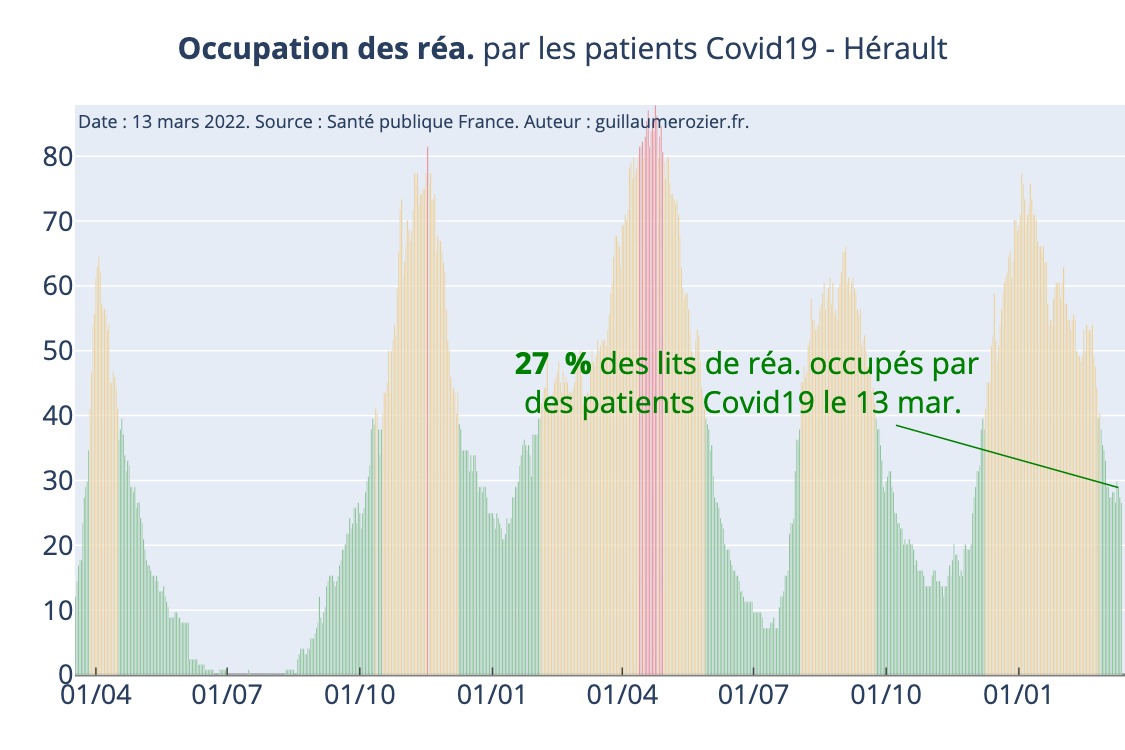 Occupation des réa. par les patients Covid19 - Hérault
Date : 13 mars 2022. Source : Santé publique France. Auteur : guillaumerozier.fr.
80
70
60
50
27  % des lits de réa. occupés par
des patients Covid19 le 13 mar.
40
30
20
10
0
01/04 01/07 01/10 01/01 01/04 01/07 01/10 01/01